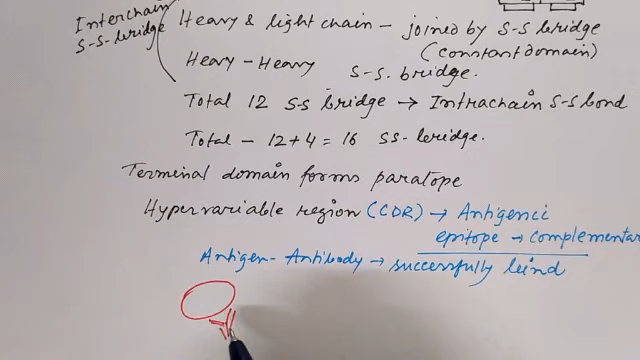 Interchain
S-S-bridge
Heavy & light chain - joined by S-S bridge
(constant domain)
Heavy - Heavy S-S. bridge.
Total 12 S-S bridge → Intrachain S-S bond
Total - 12+4 = 16 SS-bridge.
Terminal domain forms paratope
Hypervariable region (CDR) → Antigenic
epitope → complementar
Antigen - Antibody → successfully bind